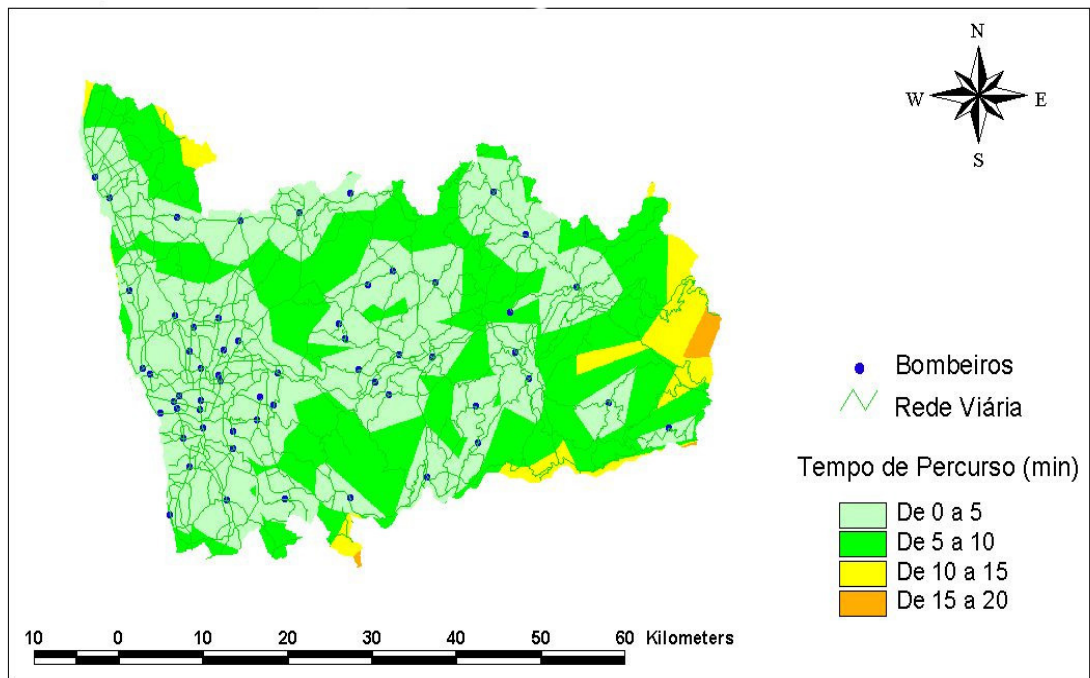 N
W E
S
Bombeiros
Rede Viária
Tempo de Percurso (min)
De 0 a 5
De 5 a 10
De 10 a 15
De 15 a 20
10 0 10 20 30 40 50 60 Kilometers